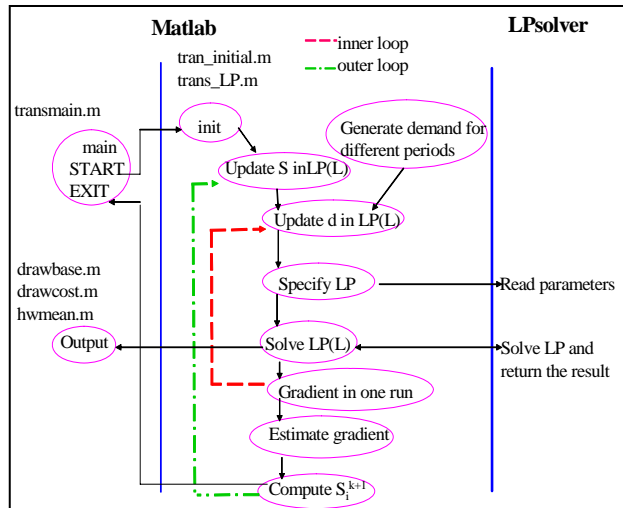 Matlab
LPsolver
tran_initial.m
trans_LP.m
inner loop
outer loop
transmain.m
init
Generate demand for
different periods
main
START
EXIT
Update S inLP(L)
Update d in LP(L)
drawbase.m
drawcost.m
hwmean.m
Specify LP
Read parameters
Output
Solve LP(L)
Solve LP and
return the result
Gradient in one run
Estimate gradient
Compute S_i^{k+1}